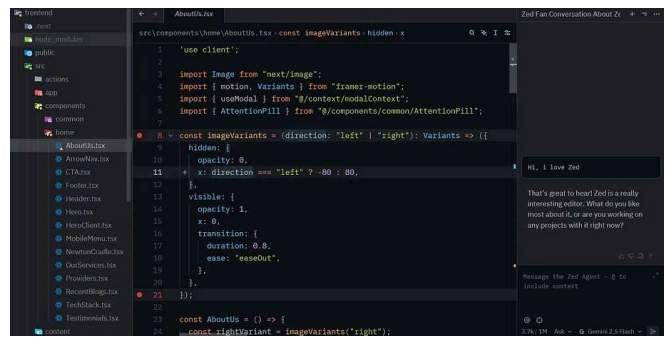 frontend
.next
node_modules
public
src
actions
app
components
common
home
AboutUs.tsx
ArrowNav.tsx
CTA.tsx
Footer.tsx
Header.tsx
Hero.tsx
HeroClient.tsx
MobileMenu.tsx
NewtonCradle.tsx
OurServices.tsx
Providers.tsx
RecentBlogs.tsx
TechStack.tsx
Testimonials.tsx
content
AboutUs.tsx
src\components\home\AboutUs.tsx › const imageVariants › hidden › x
1 'use client';
2
3 import Image from "next/image";
4 import { motion, Variants } from "framer-motion";
5 import { useModal } from "@/context/modalContext";
6 import { AttentionPill } from "@/components/common/AttentionPill";
7
8 const imageVariants = (direction: "left" | "right"): Variants => ({
9 hidden: {
10 opacity: 0,
11 x: direction === "left" ? -80 : 80,
12 },
13 visible: {
14 opacity: 1,
15 x: 0,
16 transition: {
17 duration: 0.8,
18 ease: "easeOut",
19 },
20 },
21 });
22
23 const AboutUs = () => {
24 const rightVariant = imageVariants("right");
Zed Fan Conversation About Ze
Hi, i love Zed
That's great to hear! Zed is a really
interesting editor. What do you like
most about it, or are you working on
any projects with it right now?
Message the Zed Agent — @ to
include context
3.7k/1M Ask G Gemini 2.5 Flash